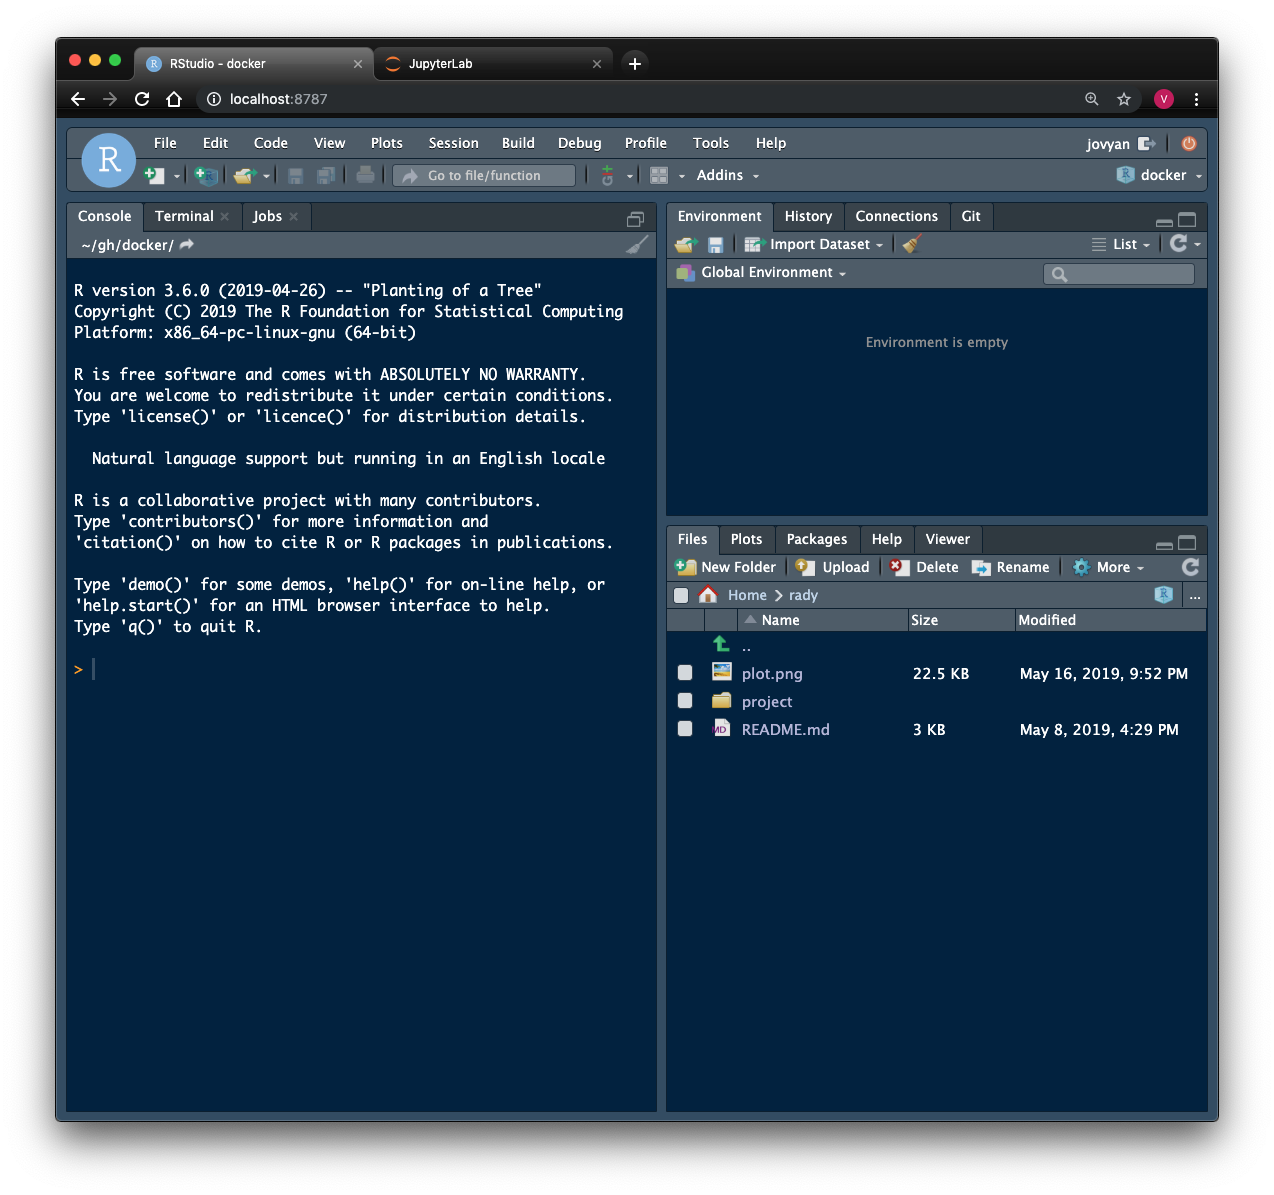 RStudio - docker
JupyterLab
localhost:8787
V
R
File Edit Code View Plots Session Build Debug Profile Tools Help
jovyan
Go to file/function
Addins
docker
Console Terminal Jobs
~/gh/docker/
R version 3.6.0 (2019-04-26) -- "Planting of a Tree"
Copyright (C) 2019 The R Foundation for Statistical Computing
Platform: x86_64-pc-linux-gnu (64-bit)
R is free software and comes with ABSOLUTELY NO WARRANTY.
You are welcome to redistribute it under certain conditions.
Type 'license()' or 'licence()' for distribution details.
Natural language support but running in an English locale
R is a collaborative project with many contributors.
Type 'contributors()' for more information and
'citation()' on how to cite R or R packages in publications.
Type 'demo()' for some demos, 'help()' for on-line help, or
'help.start()' for an HTML browser interface to help.
Type 'q()' to quit R.
>
Environment History Connections Git
Import Dataset
List
Global Environment
Environment is empty
Files Plots Packages Help Viewer
New Folder Upload Delete Rename More
Home rady
...
Name Size Modified
..
plot.png 22.5 KB May 16, 2019, 9:52 PM
project
MD README.md 3 KB May 8, 2019, 4:29 PM